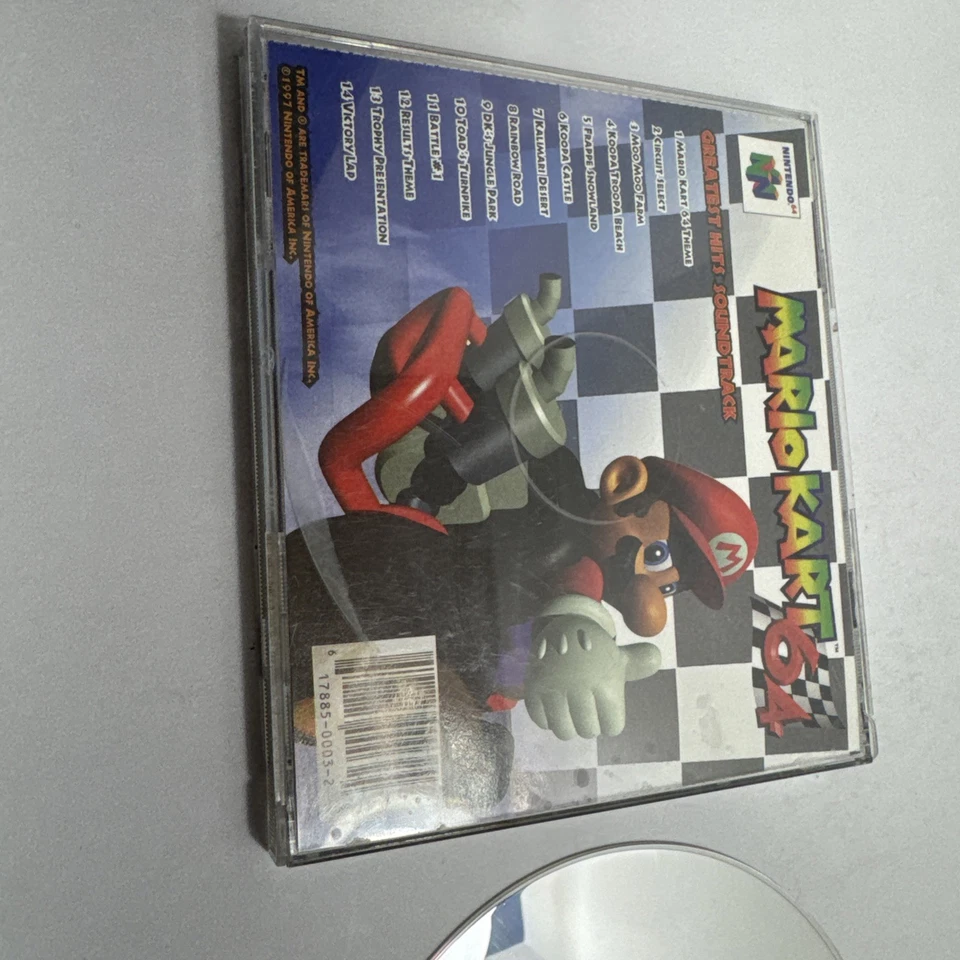 NINTENDO 64
MARIO KART 64™
GREATEST HITS SOUNDTRACK
1 MARIO KART 64 THEME
2 CIRCUIT SELECT
3 MOO MOO FARM
4 KOOPA TROOPA BEACH
5 FRAPPE SNOWLAND
6 KOOPA CASTLE
7 KALIMARI DESERT
8 RAINBOW ROAD
9 DK'S JUNGLE PARK
10 TOAD'S TURNPIKE
11 BATTLE #1
12 RESULTS THEME
13 TROPHY PRESENTATION
14 VICTORY LAP
TM AND ® ARE TRADEMARKS OF NINTENDO OF AMERICA INC.
©1997 NINTENDO OF AMERICA INC.
M
6 17885-0003-2